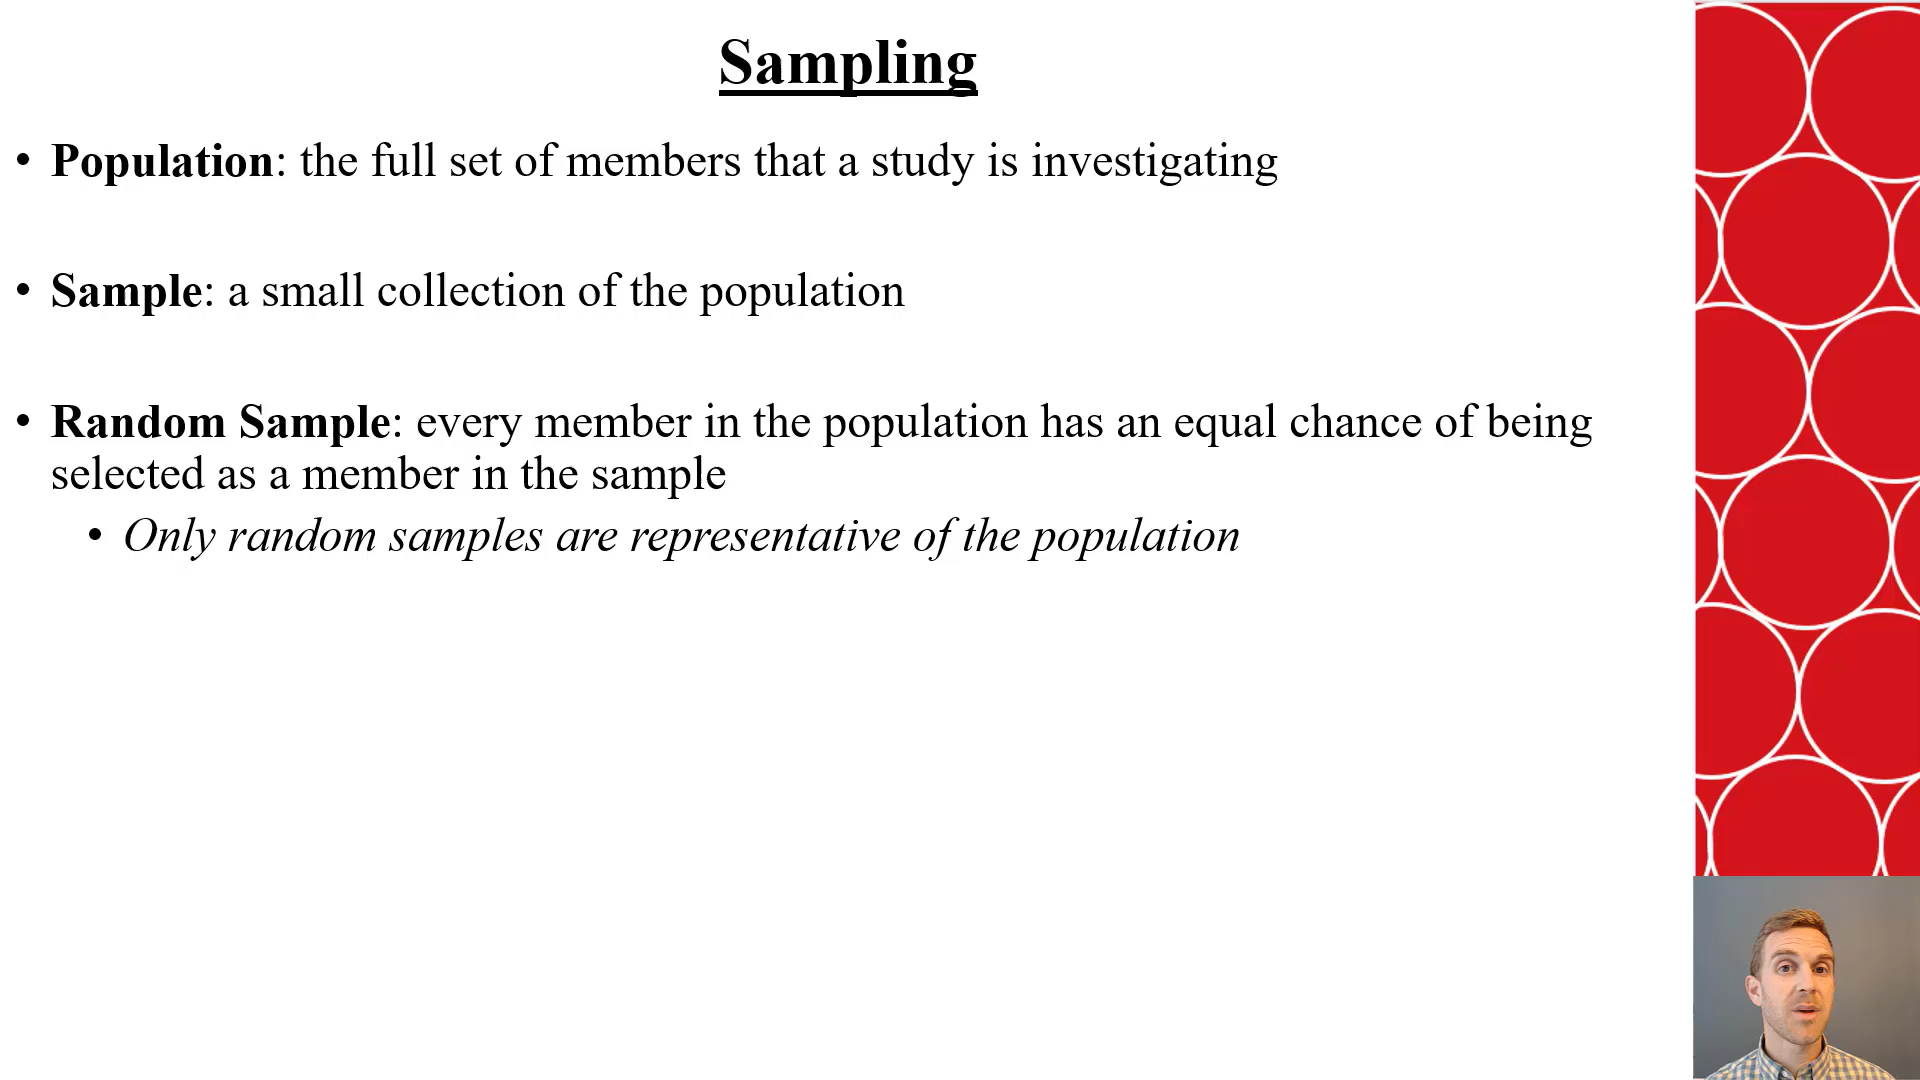 Sampling
• Population: the full set of members that a study is investigating
• Sample: a small collection of the population
• Random Sample: every member in the population has an equal chance of being
selected as a member in the sample
• Only random samples are representative of the population